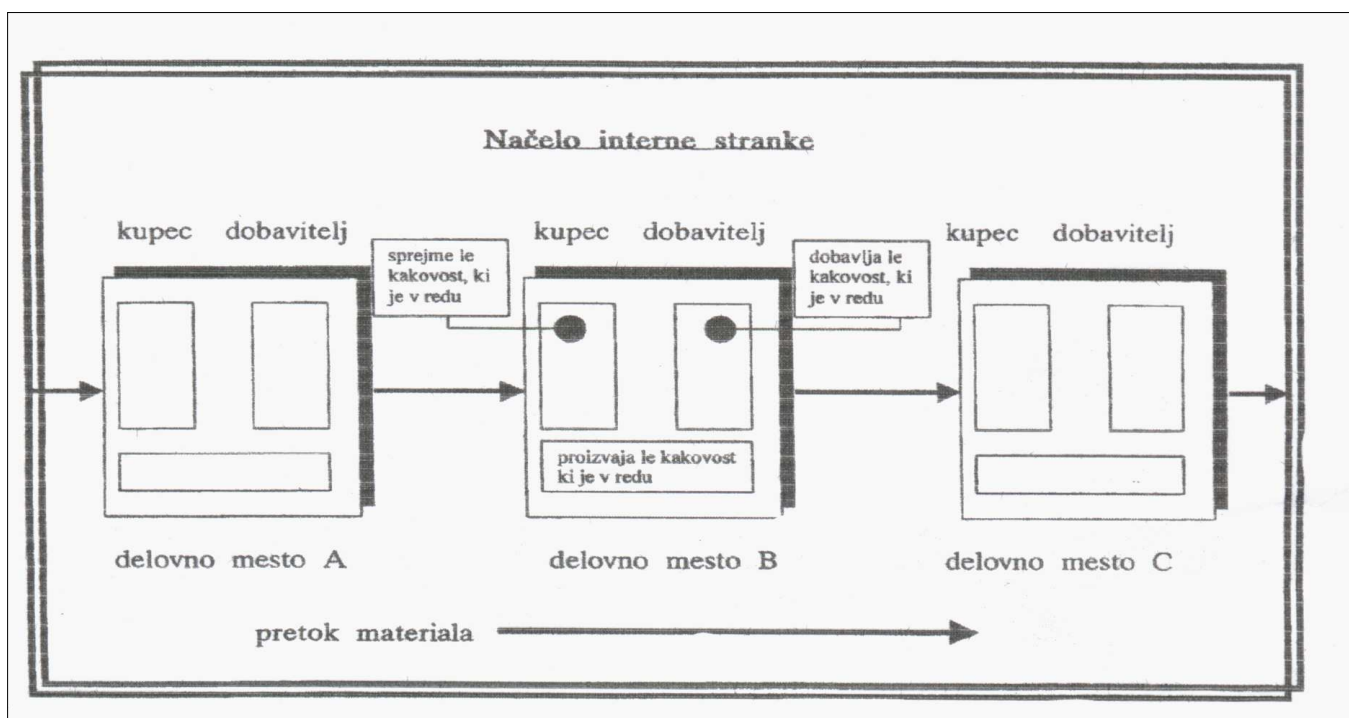 Načelo interne stranke
kupec dobavitelj
kupec dobavitelj
kupec dobavitelj
sprejme le
kakovost, ki
je v redu
dobavlja le
kakovost, ki
je v redu
proizvaja le kakovost
ki je v redu
delovno mesto A
delovno mesto B
delovno mesto C
pretok materiala